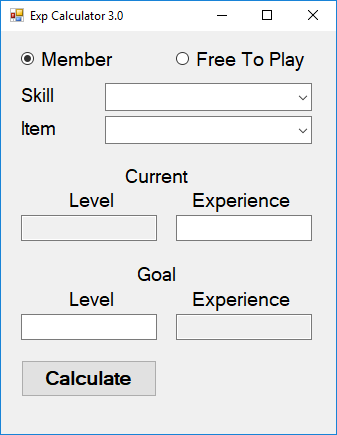 Exp Calculator 3.0
Member Free To Play
Skill
Item
Current
Level Experience
Goal
Level Experience
Calculate